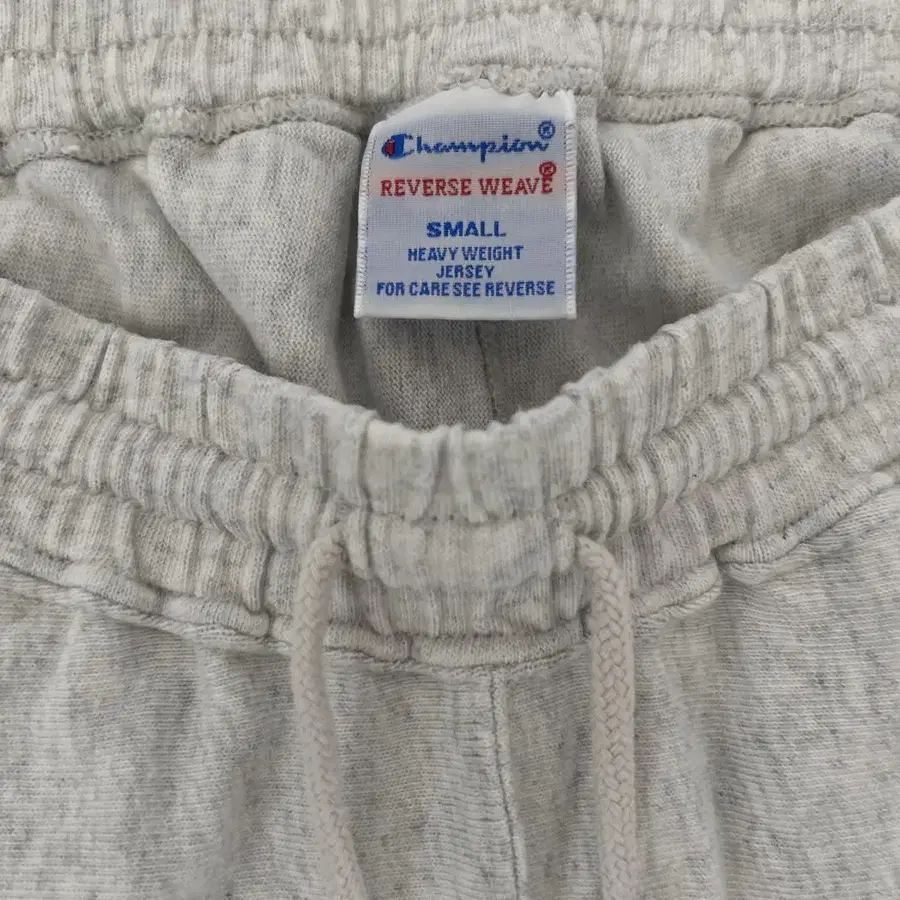 Champion®
REVERSE WEAVE®
SMALL
HEAVY WEIGHT
JERSEY
FOR CARE SEE REVERSE